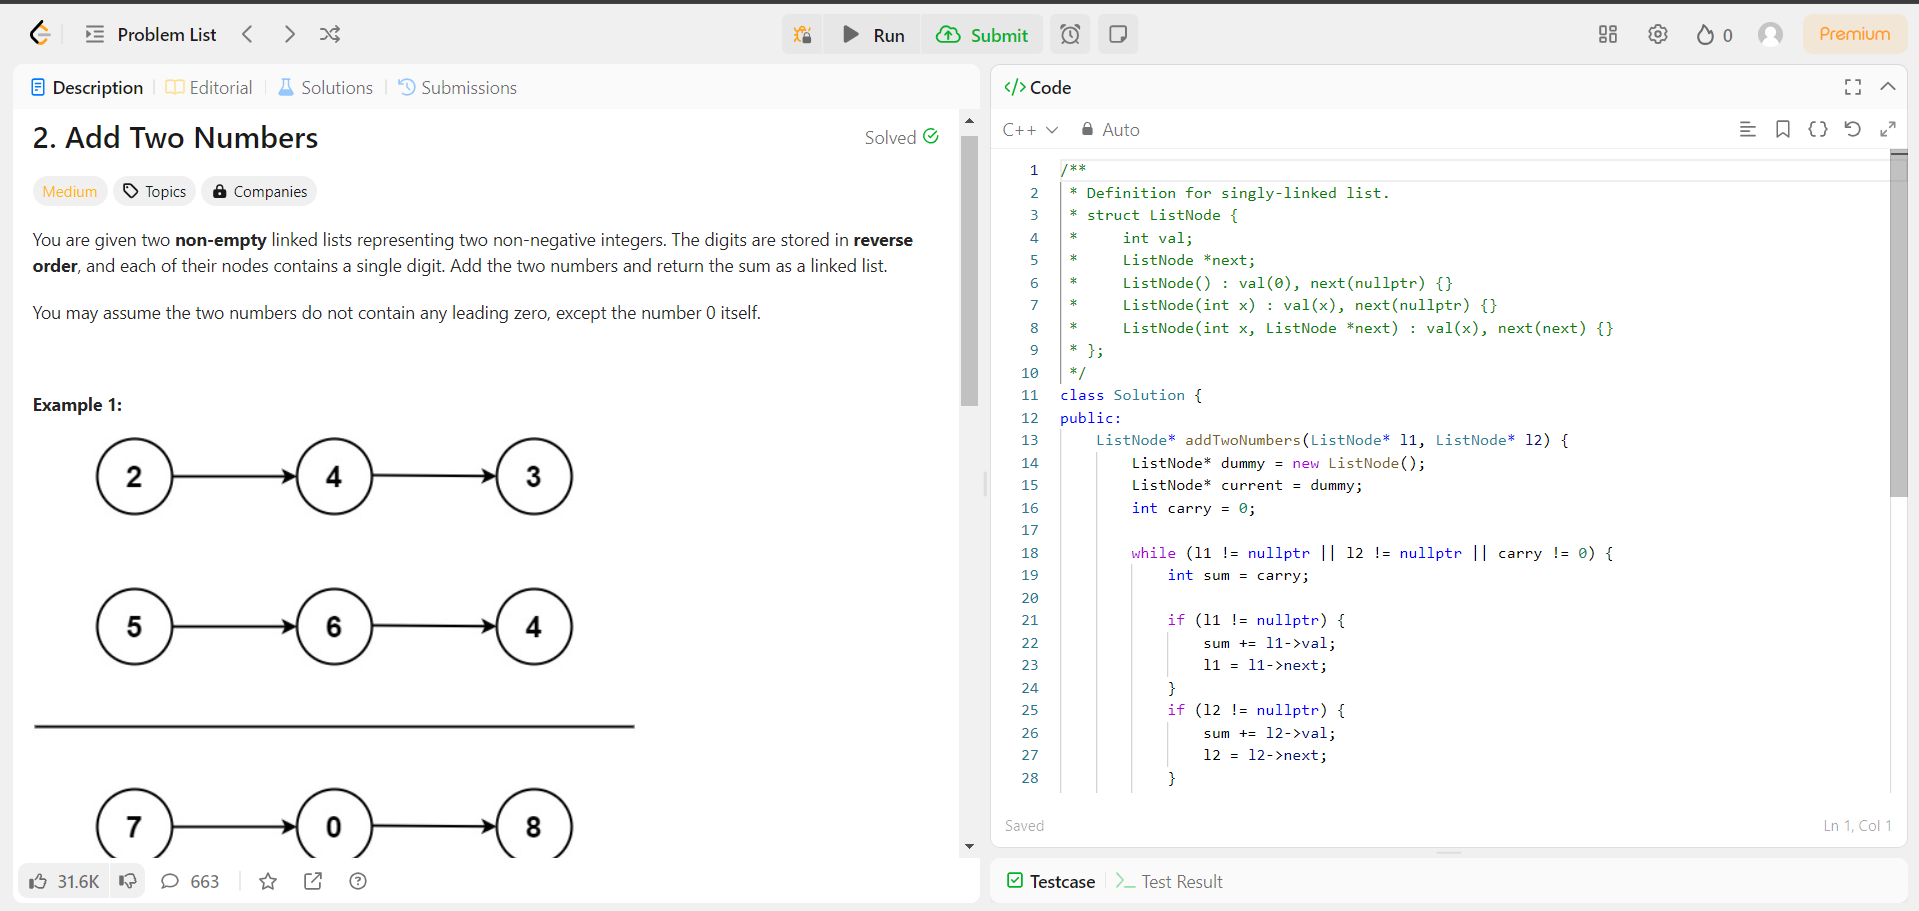 Problem List
Run
Submit
0
Premium
Description
Editorial
Solutions
Submissions
2. Add Two Numbers
Solved
Medium
Topics
Companies
You are given two non-empty linked lists representing two non-negative integers. The digits are stored in reverse
order, and each of their nodes contains a single digit. Add the two numbers and return the sum as a linked list.
You may assume the two numbers do not contain any leading zero, except the number 0 itself.
Example 1:
2 4 3
5 6 4
7 0 8
31.6K
663
</> Code
C++
Auto
1 /**
2 * Definition for singly-linked list.
3 * struct ListNode {
4 *     int val;
5 *     ListNode *next;
6 *     ListNode() : val(0), next(nullptr) {}
7 *     ListNode(int x) : val(x), next(nullptr) {}
8 *     ListNode(int x, ListNode *next) : val(x), next(next) {}
9 * };
10 */
11 class Solution {
12 public:
13     ListNode* addTwoNumbers(ListNode* l1, ListNode* l2) {
14         ListNode* dummy = new ListNode();
15         ListNode* current = dummy;
16         int carry = 0;
17
18         while (l1 != nullptr || l2 != nullptr || carry != 0) {
19             int sum = carry;
20
21             if (l1 != nullptr) {
22                 sum += l1->val;
23                 l1 = l1->next;
24             }
25             if (l2 != nullptr) {
26                 sum += l2->val;
27                 l2 = l2->next;
28             }
Saved
Ln 1, Col 1
Testcase
Test Result